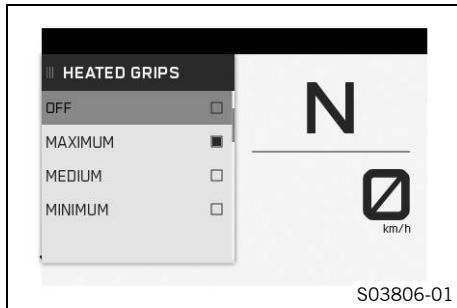 HEATED GRIPS
OFF
MAXIMUM
MEDIUM
MINIMUM
N
0
km/h
S03806-01